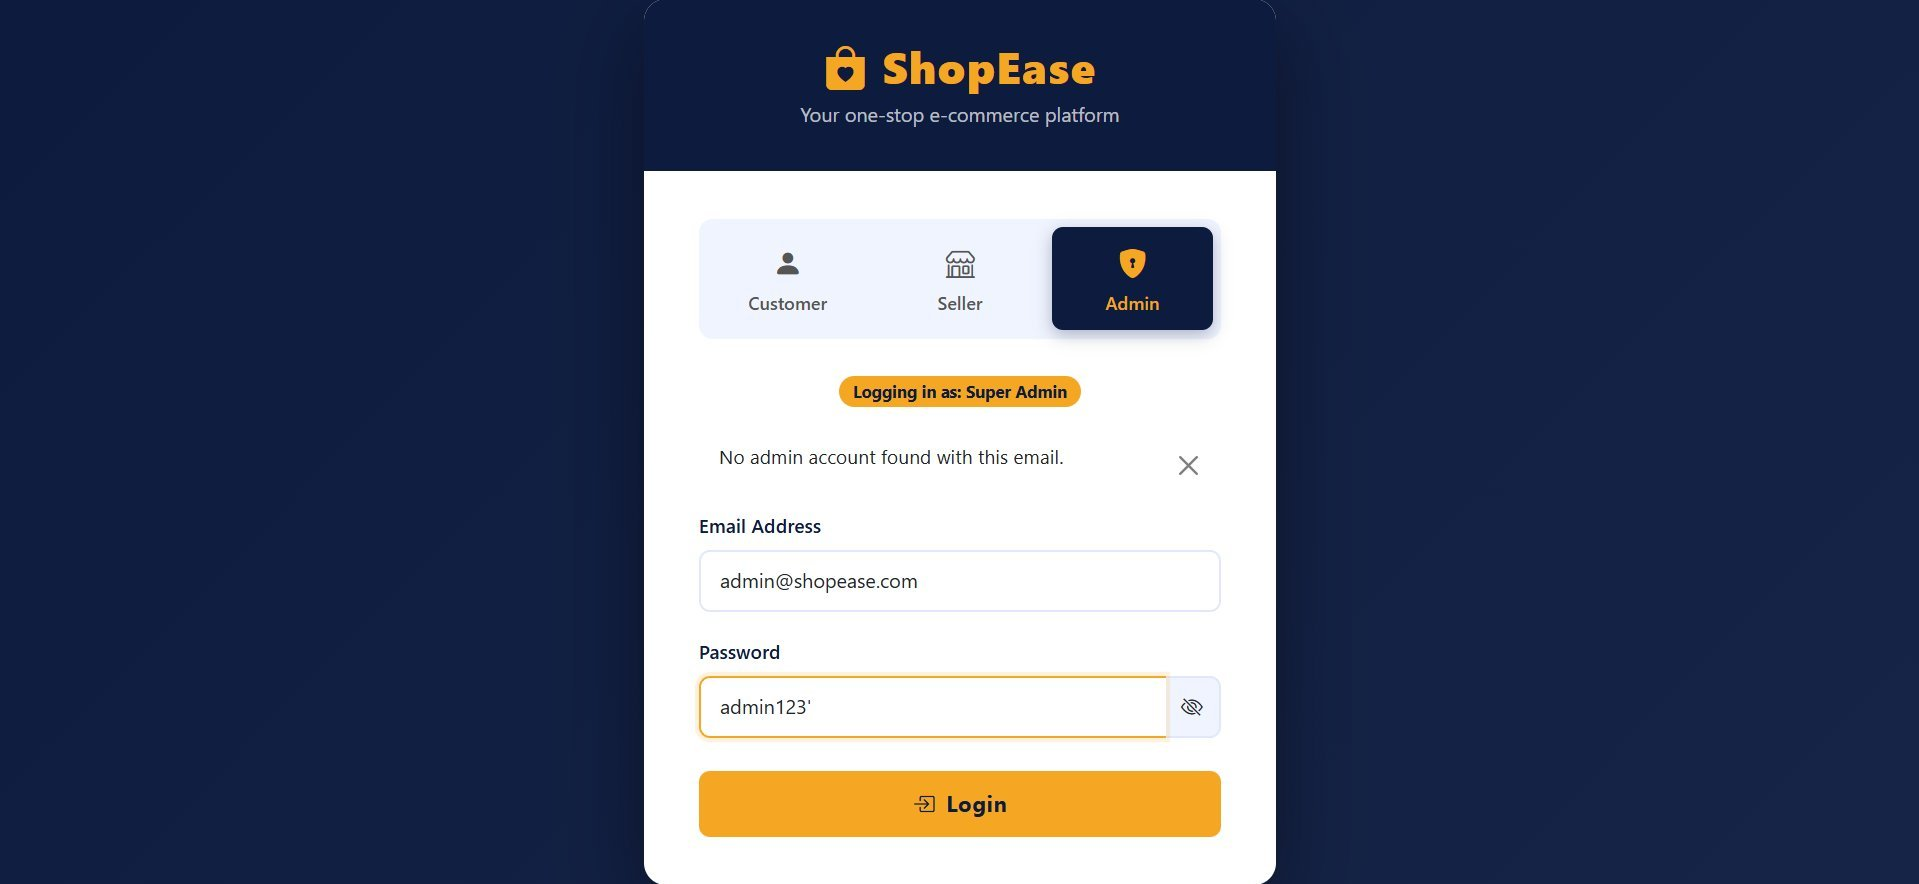 ShopEase
Your one-stop e-commerce platform
Customer
Seller
Admin
Logging in as: Super Admin
No admin account found with this email.
Email Address
admin@shopease.com
Password
admin123'
Login